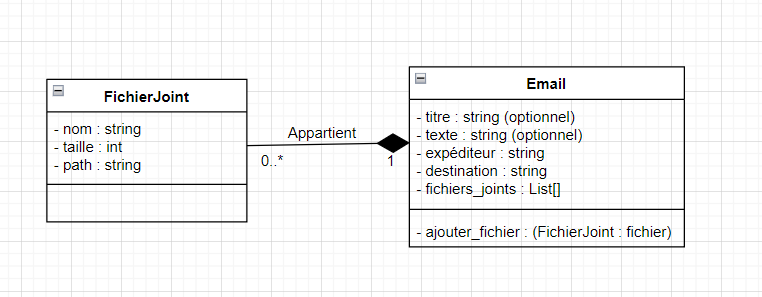 FichierJoint
- nom : string
- taille : int
- path : string
Appartient
0..*
1
Email
- titre : string (optionnel)
- texte : string (optionnel)
- expéditeur : string
- destination : string
- fichiers_joints : List[]
- ajouter_fichier : (FichierJoint : fichier)